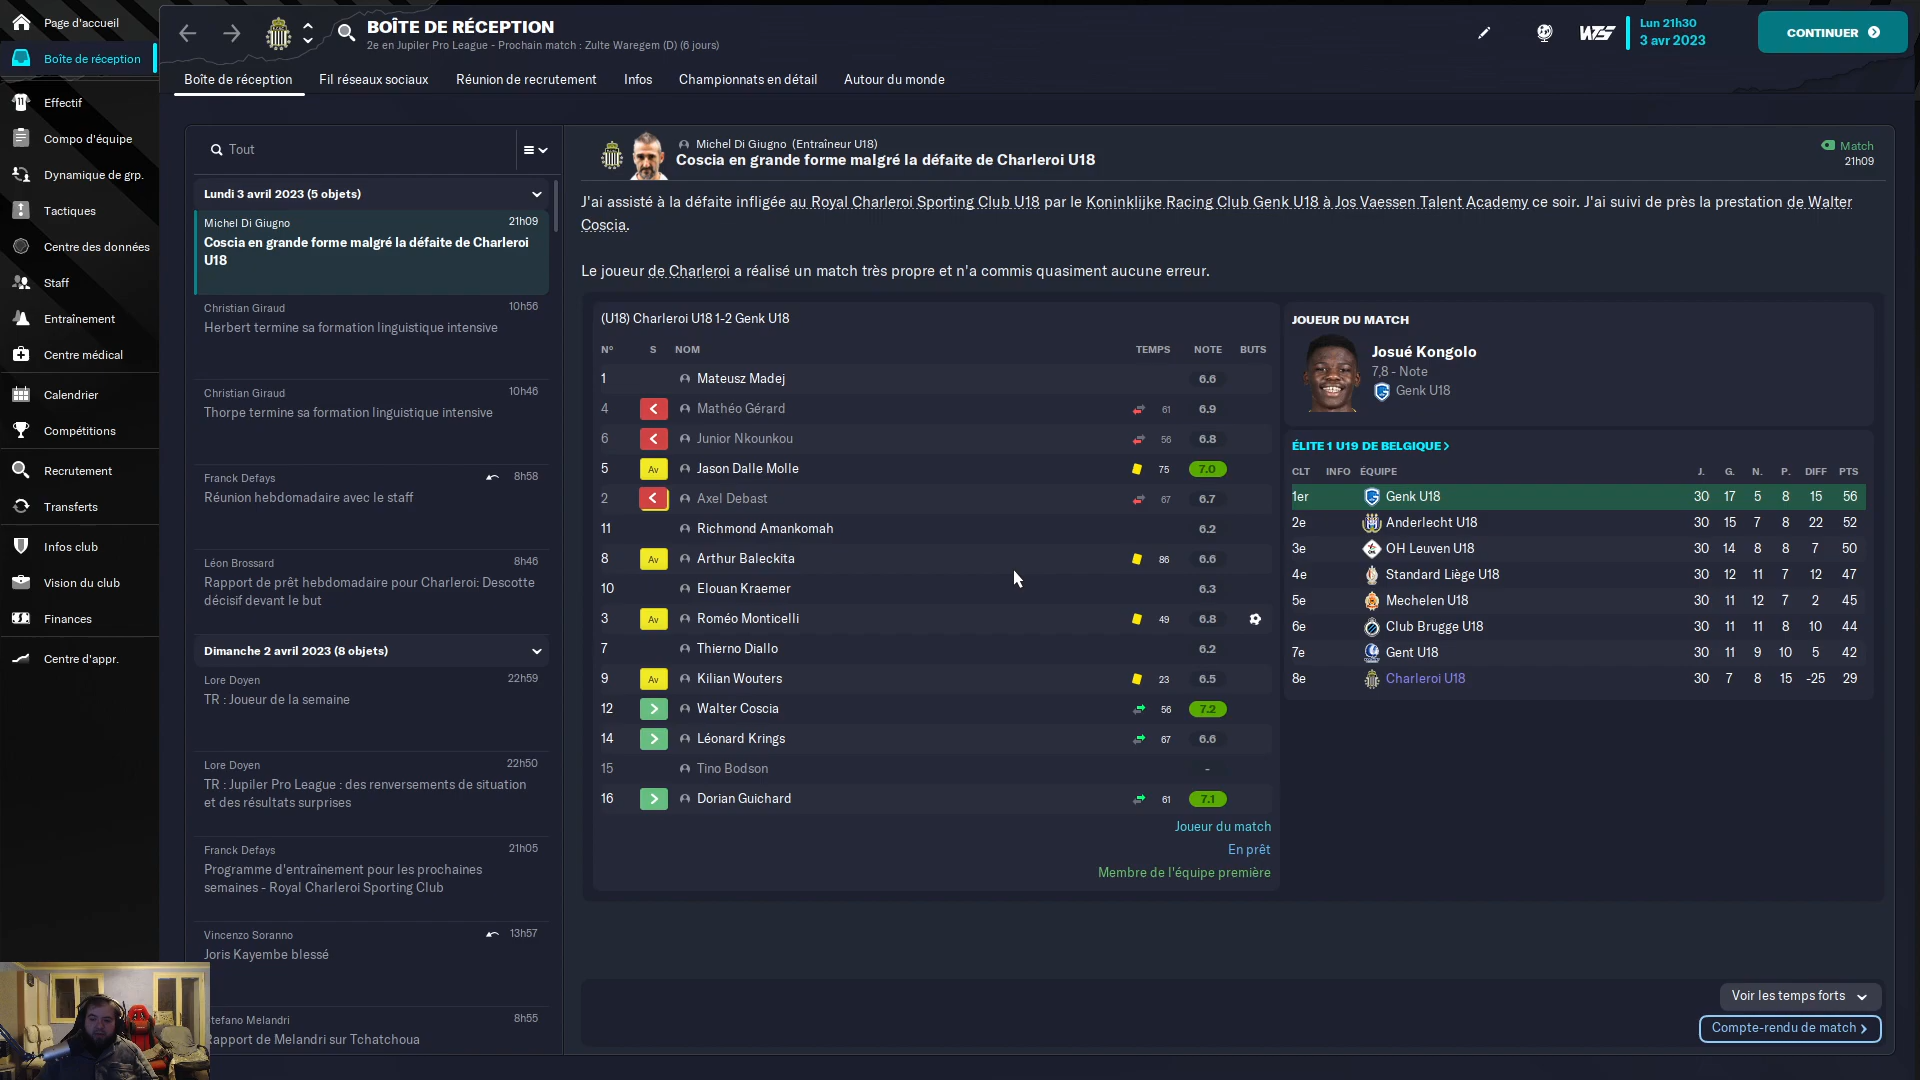 Page d'accueil
Boîte de réception
Effectif
Compo d'équipe
Dynamique de grp.
Tactiques
Centre des données
Staff
Entraînement
Centre médical
Calendrier
Compétitions
Recrutement
Transferts
Infos club
Vision du club
Finances
Centre d'appr.
BOÎTE DE RÉCEPTION
2e en Jupiler Pro League - Prochain match : Zulte Waregem (D) (6 jours)
Lun 21h30
3 avr 2023
CONTINUER
Boîte de réception Fil réseaux sociaux Réunion de recrutement Infos Championnats en détail Autour du monde
Tout
Lundi 3 avril 2023 (5 objets)
Michel Di Giugno 21h09
Coscia en grande forme malgré la défaite de Charleroi
U18
Christian Giraud 10h56
Herbert termine sa formation linguistique intensive
Christian Giraud 10h46
Thorpe termine sa formation linguistique intensive
Franck Defays 8h58
Réunion hebdomadaire avec le staff
Léon Brossard 8h46
Rapport de prêt hebdomadaire pour Charleroi: Descotte
décisif devant le but
Dimanche 2 avril 2023 (8 objets)
Lore Doyen 22h59
TR : Joueur de la semaine
Lore Doyen 22h50
TR : Jupiler Pro League : des renversements de situation
et des résultats surprises
Franck Defays 21h05
Programme d'entraînement pour les prochaines
semaines - Royal Charleroi Sporting Club
Vincenzo Soranno 13h57
Joris Kayembe blessé
tefano Melandri 8h55
apport de Melandri sur Tchatchoua
Michel Di Giugno (Entraîneur U18)
Coscia en grande forme malgré la défaite de Charleroi U18
Match
21h09
J'ai assisté à la défaite infligée au Royal Charleroi Sporting Club U18 par le Koninklijke Racing Club Genk U18 à Jos Vaessen Talent Academy ce soir. J'ai suivi de près la prestation de Walter
Coscia.
Le joueur de Charleroi a réalisé un match très propre et n'a commis quasiment aucune erreur.
(U18) Charleroi U18 1-2 Genk U18
N° S NOM TEMPS NOTE BUTS
1 Mateusz Madej 6.6
4 Mathéo Gérard 61 6.9
6 Junior Nkounkou 56 6.8
5 Av Jason Dalle Molle 75 7.0
2 Axel Debast 67 6.7
11 Richmond Amankomah 6.2
8 Av Arthur Baleckita 86 6.6
10 Elouan Kraemer 6.3
3 Av Roméo Monticelli 49 6.8
7 Thierno Diallo 6.2
9 Av Kilian Wouters 23 6.5
12 Walter Coscia 56 7.2
14 Léonard Krings 67 6.6
15 Tino Bodson -
16 Dorian Guichard 61 7.1
Joueur du match
En prêt
Membre de l'équipe première
JOUEUR DU MATCH
Josué Kongolo
7,8 - Note
Genk U18
ÉLITE 1 U19 DE BELGIQUE >
CLT INFO ÉQUIPE J. G. N. P. DIFF PTS
1er Genk U18 30 17 5 8 15 56
2e Anderlecht U18 30 15 7 8 22 52
3e OH Leuven U18 30 14 8 8 7 50
4e Standard Liège U18 30 12 11 7 12 47
5e Mechelen U18 30 11 12 7 2 45
6e Club Brugge U18 30 11 11 8 10 44
7e Gent U18 30 11 9 10 5 42
8e Charleroi U18 30 7 8 15 -25 29
Voir les temps forts
Compte-rendu de match >